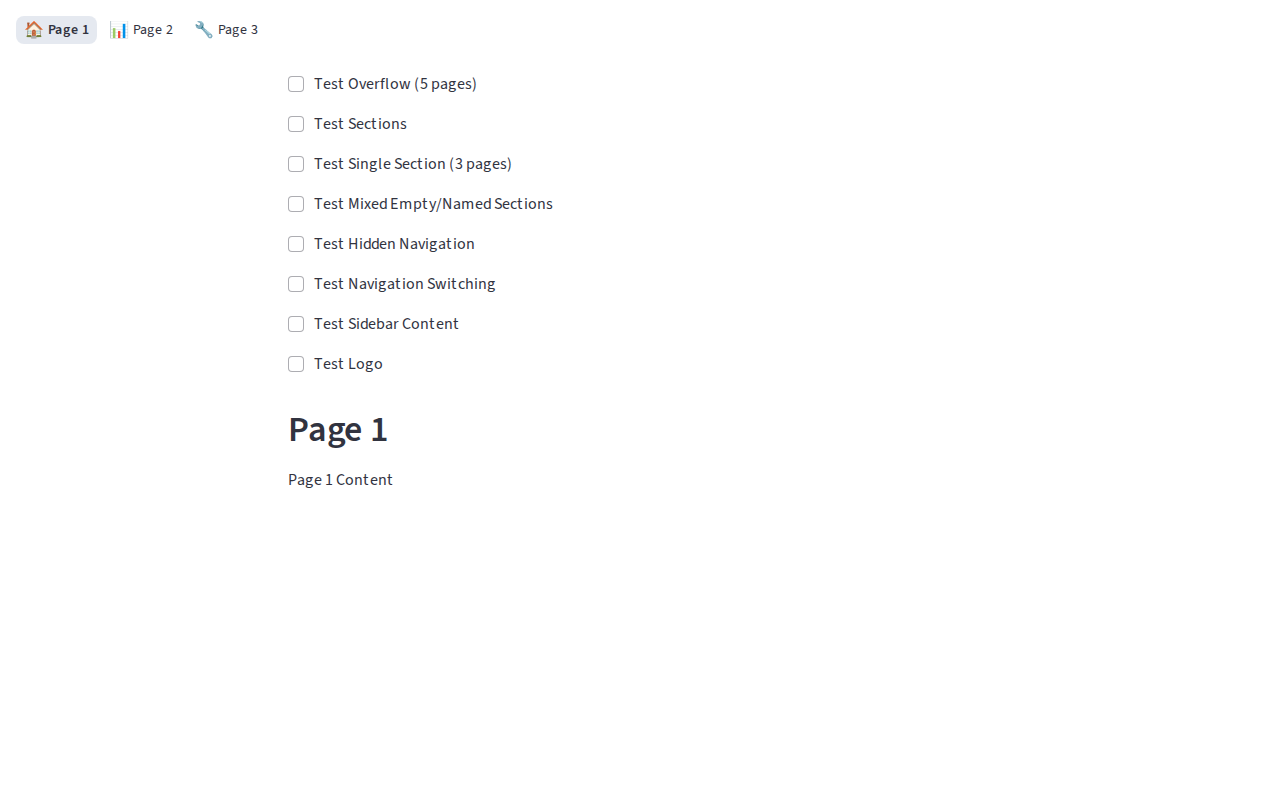 Page 1 Page 2 Page 3
Test Overflow (5 pages)
Test Sections
Test Single Section (3 pages)
Test Mixed Empty/Named Sections
Test Hidden Navigation
Test Navigation Switching
Test Sidebar Content
Test Logo
Page 1
Page 1 Content